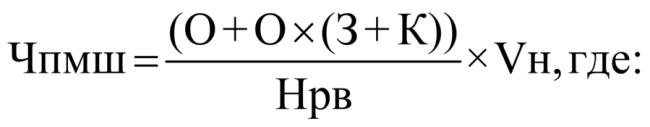 Чпмш = (О+О×(З+К)) / Нрв × Vн, где: